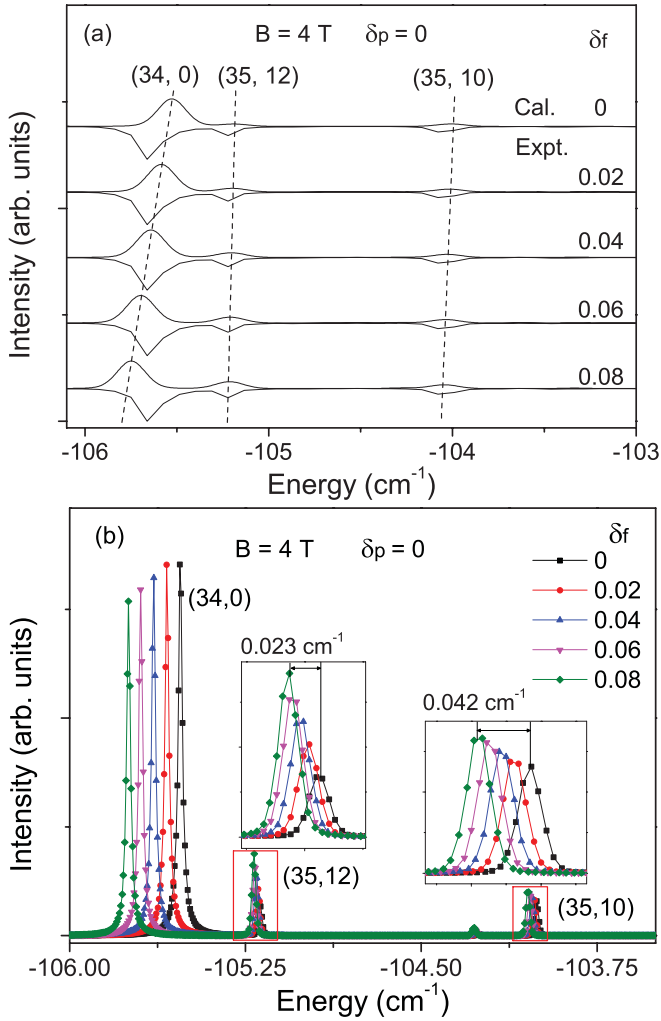 (a)
B = 4 T δp = 0 δf
(34, 0) (35, 12) (35, 10)
Cal. 0
Expt.
0.02
0.04
0.06
0.08
Intensity (arb. units)
-106 -105 -104 -103
Energy (cm-1)
(b)
B = 4 T δp = 0 δf
0
0.02
0.04
0.06
0.08
(34,0)
0.023 cm-1
0.042 cm-1
(35,12)
(35,10)
Intensity (arb. units)
-106.00 -105.25 -104.50 -103.75
Energy (cm-1)